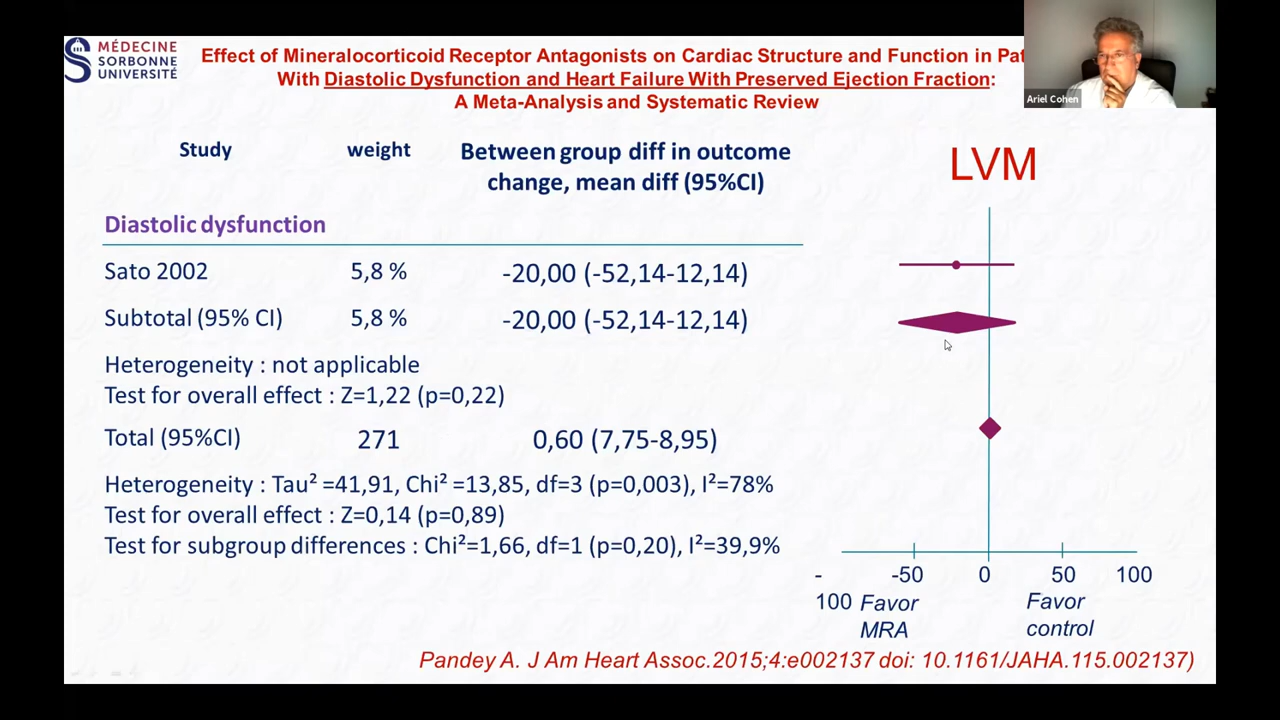 MÉDECINE
SORBONNE
UNIVERSITÉ
Effect of Mineralocorticoid Receptor Antagonists on Cardiac Structure and Function in
With Diastolic Dysfunction and Heart Failure With Preserved Ejection Fraction:
A Meta-Analysis and Systematic Review
Ariel Cohen
Study weight Between group diff in outcome
change, mean diff (95%CI)
LVM
Diastolic dysfunction
Sato 2002 5,8 % -20,00 (-52,14-12,14)
Subtotal (95% CI) 5,8 % -20,00 (-52,14-12,14)
Heterogeneity : not applicable
Test for overall effect : Z=1,22 (p=0,22)
Total (95%CI) 271 0,60 (7,75-8,95)
Heterogeneity : Tau² =41,91, Chi² =13,85, df=3 (p=0,003), I²=78%
Test for overall effect : Z=0,14 (p=0,89)
Test for subgroup differences : Chi²=1,66, df=1 (p=0,20), I²=39,9%
- -50 0 50 100
100 Favor Favor
MRA control
Pandey A. J Am Heart Assoc.2015;4:e002137 doi: 10.1161/JAHA.115.002137)